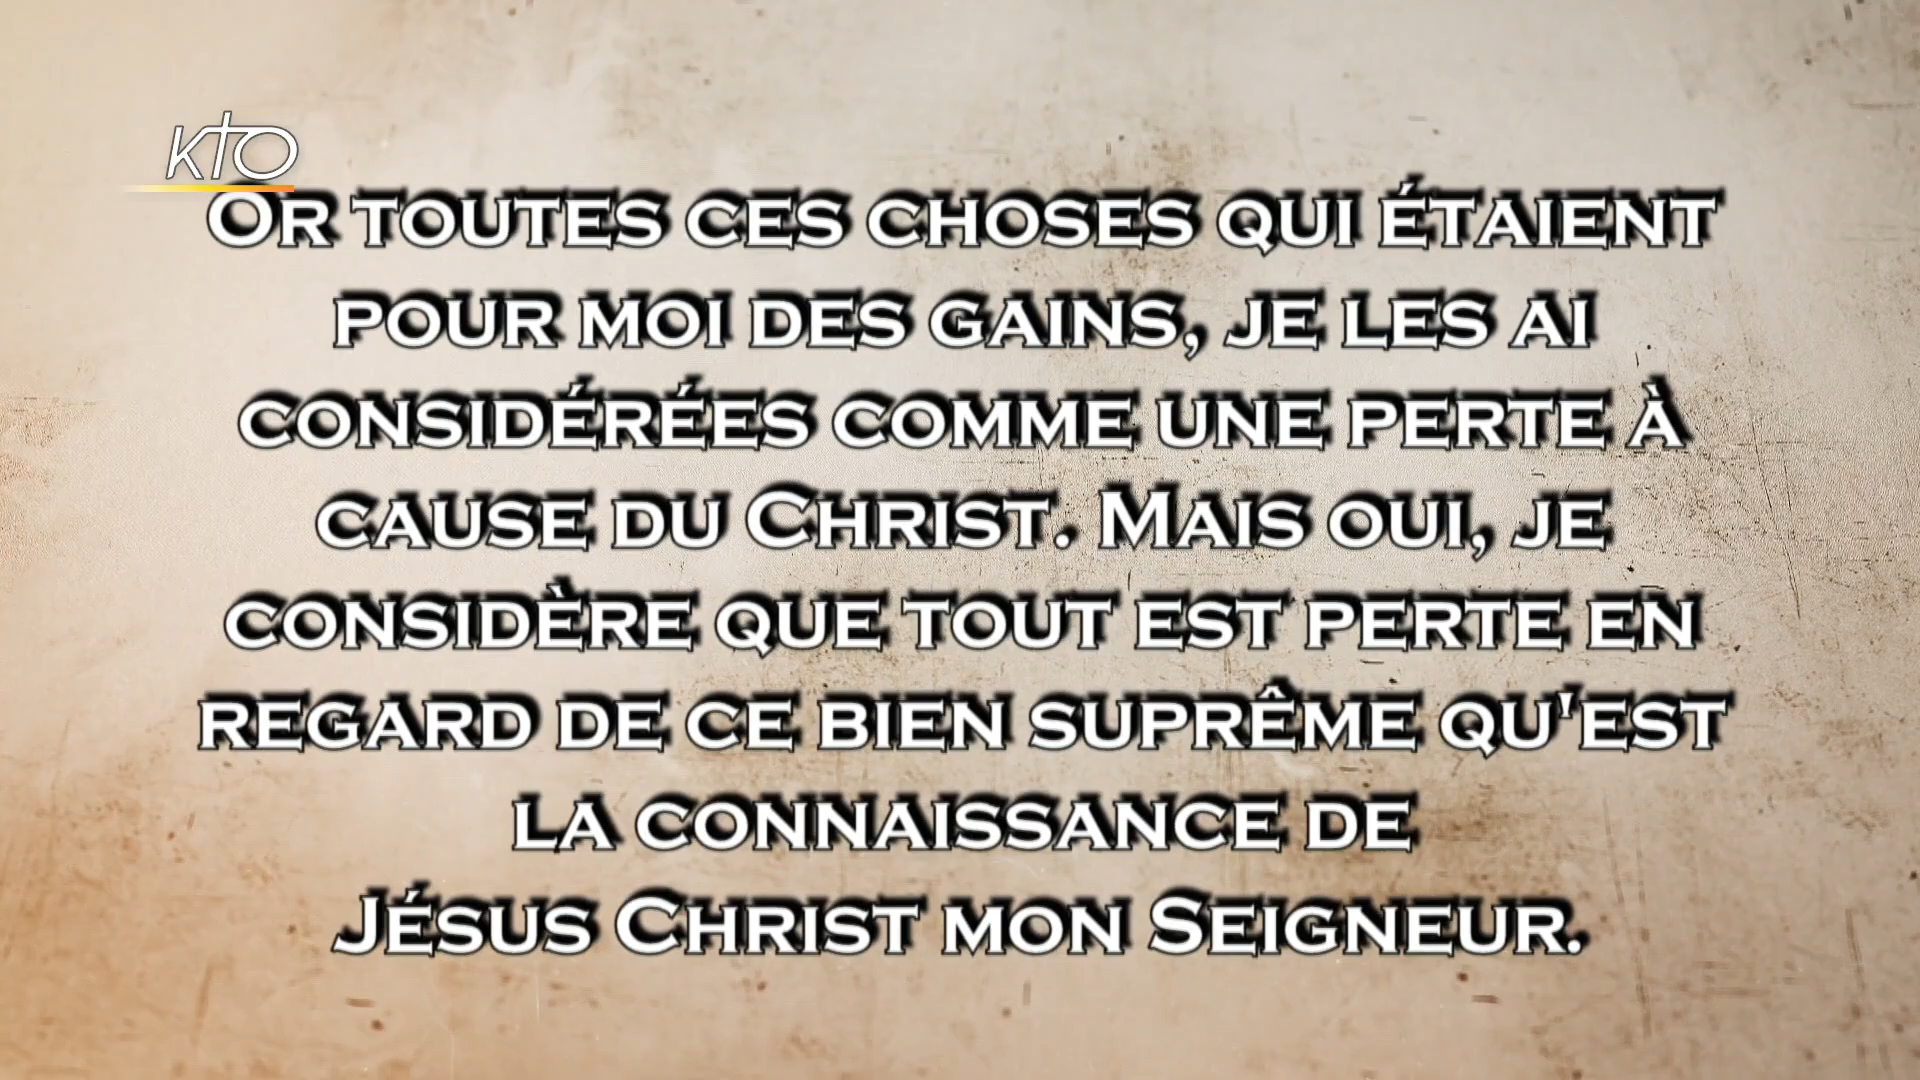 KTO
Or toutes ces choses qui étaient
pour moi des gains, je les ai
considérées comme une perte à
cause du Christ. Mais oui, je
considère que tout est perte en
regard de ce bien suprême qu'est
la connaissance de
Jésus Christ mon Seigneur.